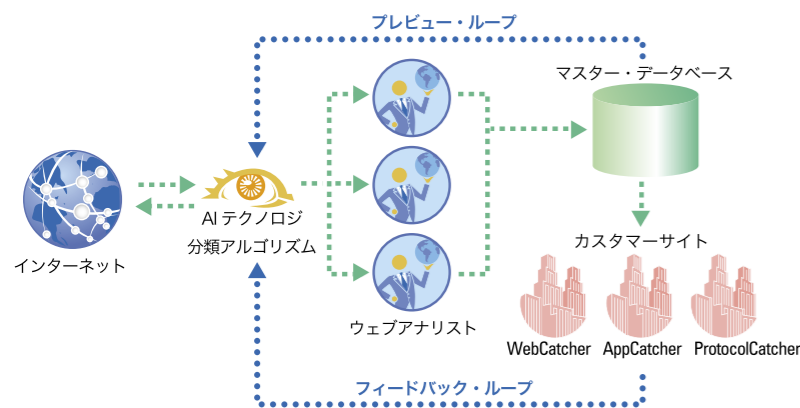 プレビュー・ループ
マスター・データベース
インターネット
AI テクノロジ
分類アルゴリズム
ウェブアナリスト
カスタマーサイト
WebCatcher
AppCatcher
ProtocolCatcher
フィードバック・ループ